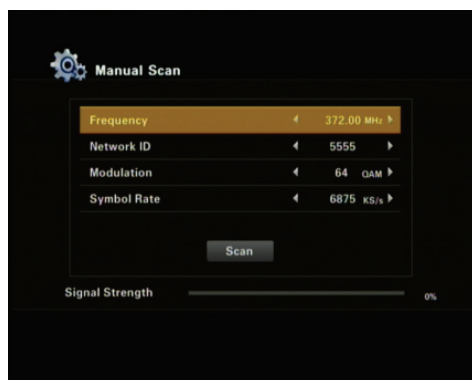 Manual Scan
Frequency 372.00 MHz
Network ID 5555
Modulation 64 QAM
Symbol Rate 6875 KS/s
Scan
Signal Strength 0%